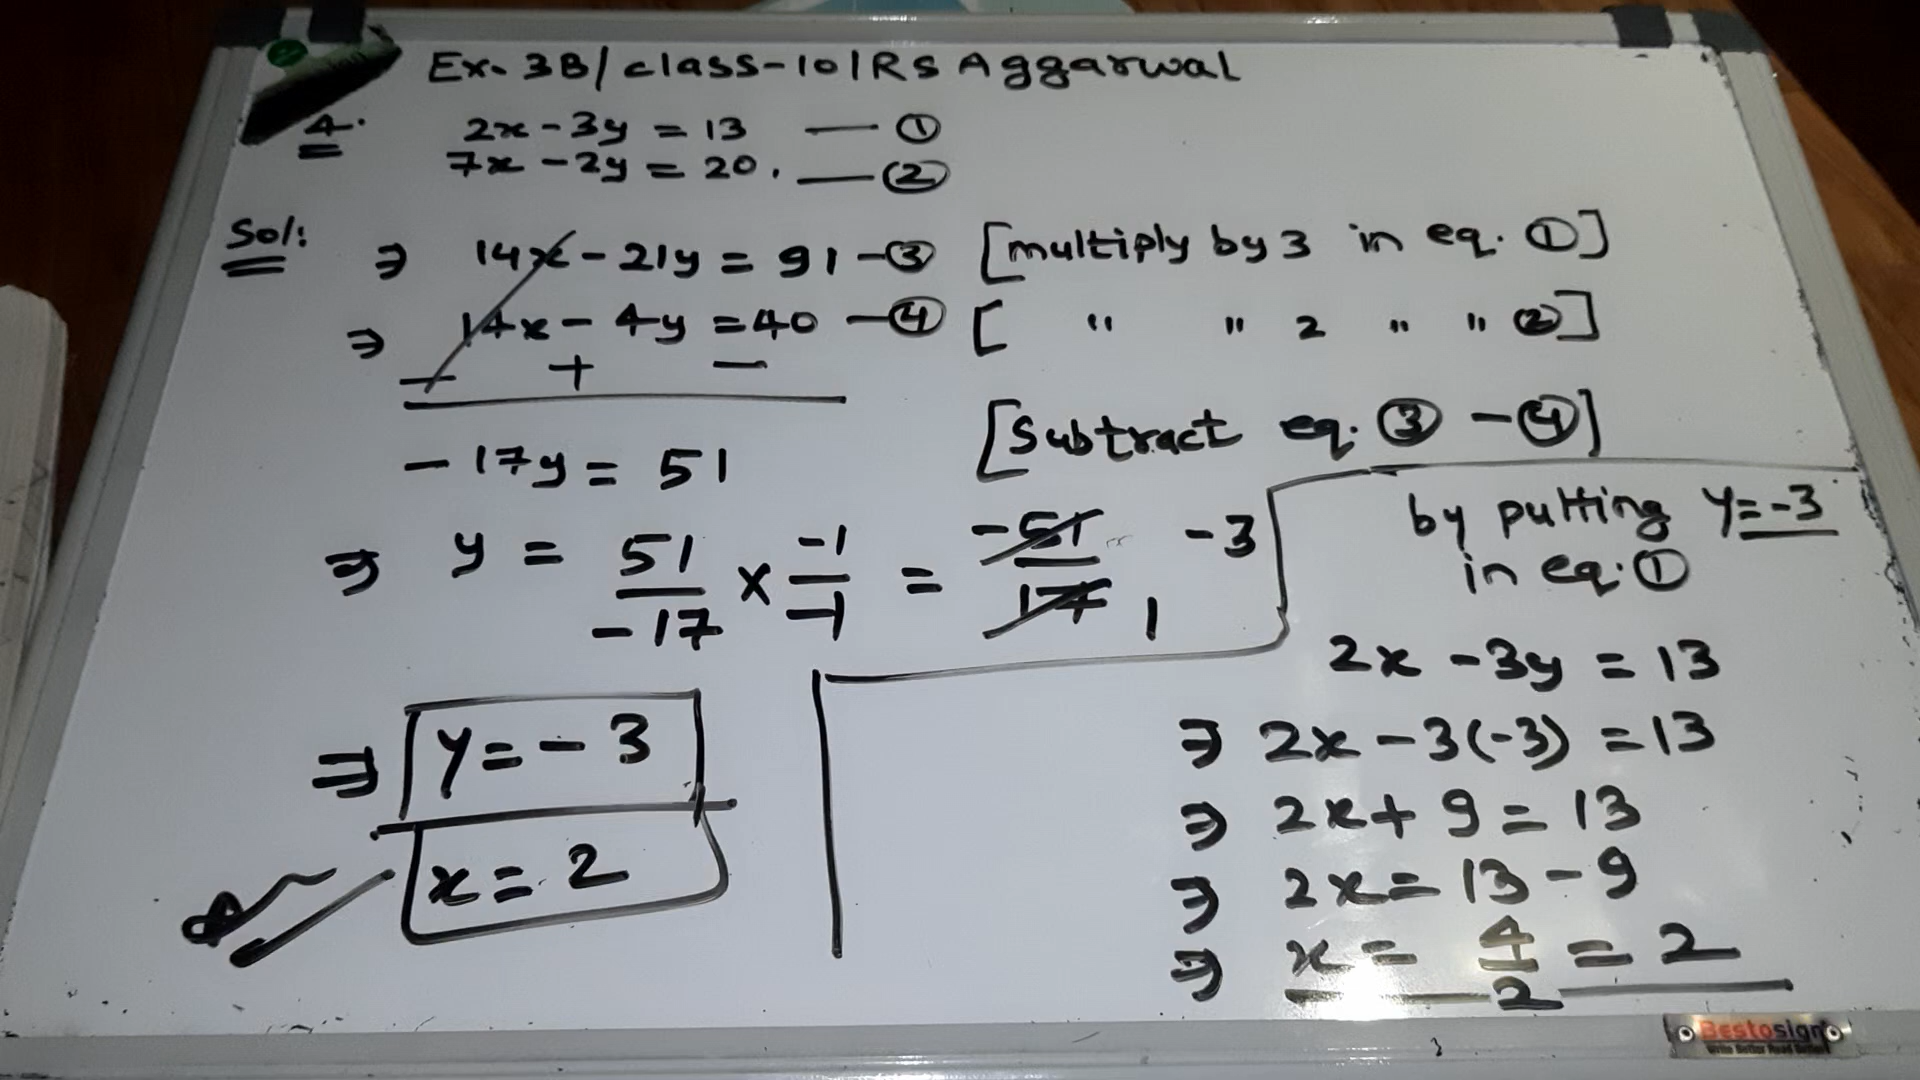 Ex. 3B/class-10/RS Aggarwal
4. 2x - 3y = 13 — ①
7x - 2y = 20. — ②
Sol: ⇒ 14x - 21y = 91 - ③ [multiply by 3 in eq. ①]
⇒ 14x - 4y = 40 - ④ [ " " 2 " " ②]
- + -
[Subtract eq. ③ - ④]
- 17y = 51
⇒ y = 51/-17 × -1/-1 = -51/17 -3 1
⇒ y = - 3
x = 2
by putting y = -3
in eq. ①
2x - 3y = 13
⇒ 2x - 3(-3) = 13
⇒ 2x + 9 = 13
⇒ 2x = 13 - 9
⇒ x = 4/2 = 2
Bestosign